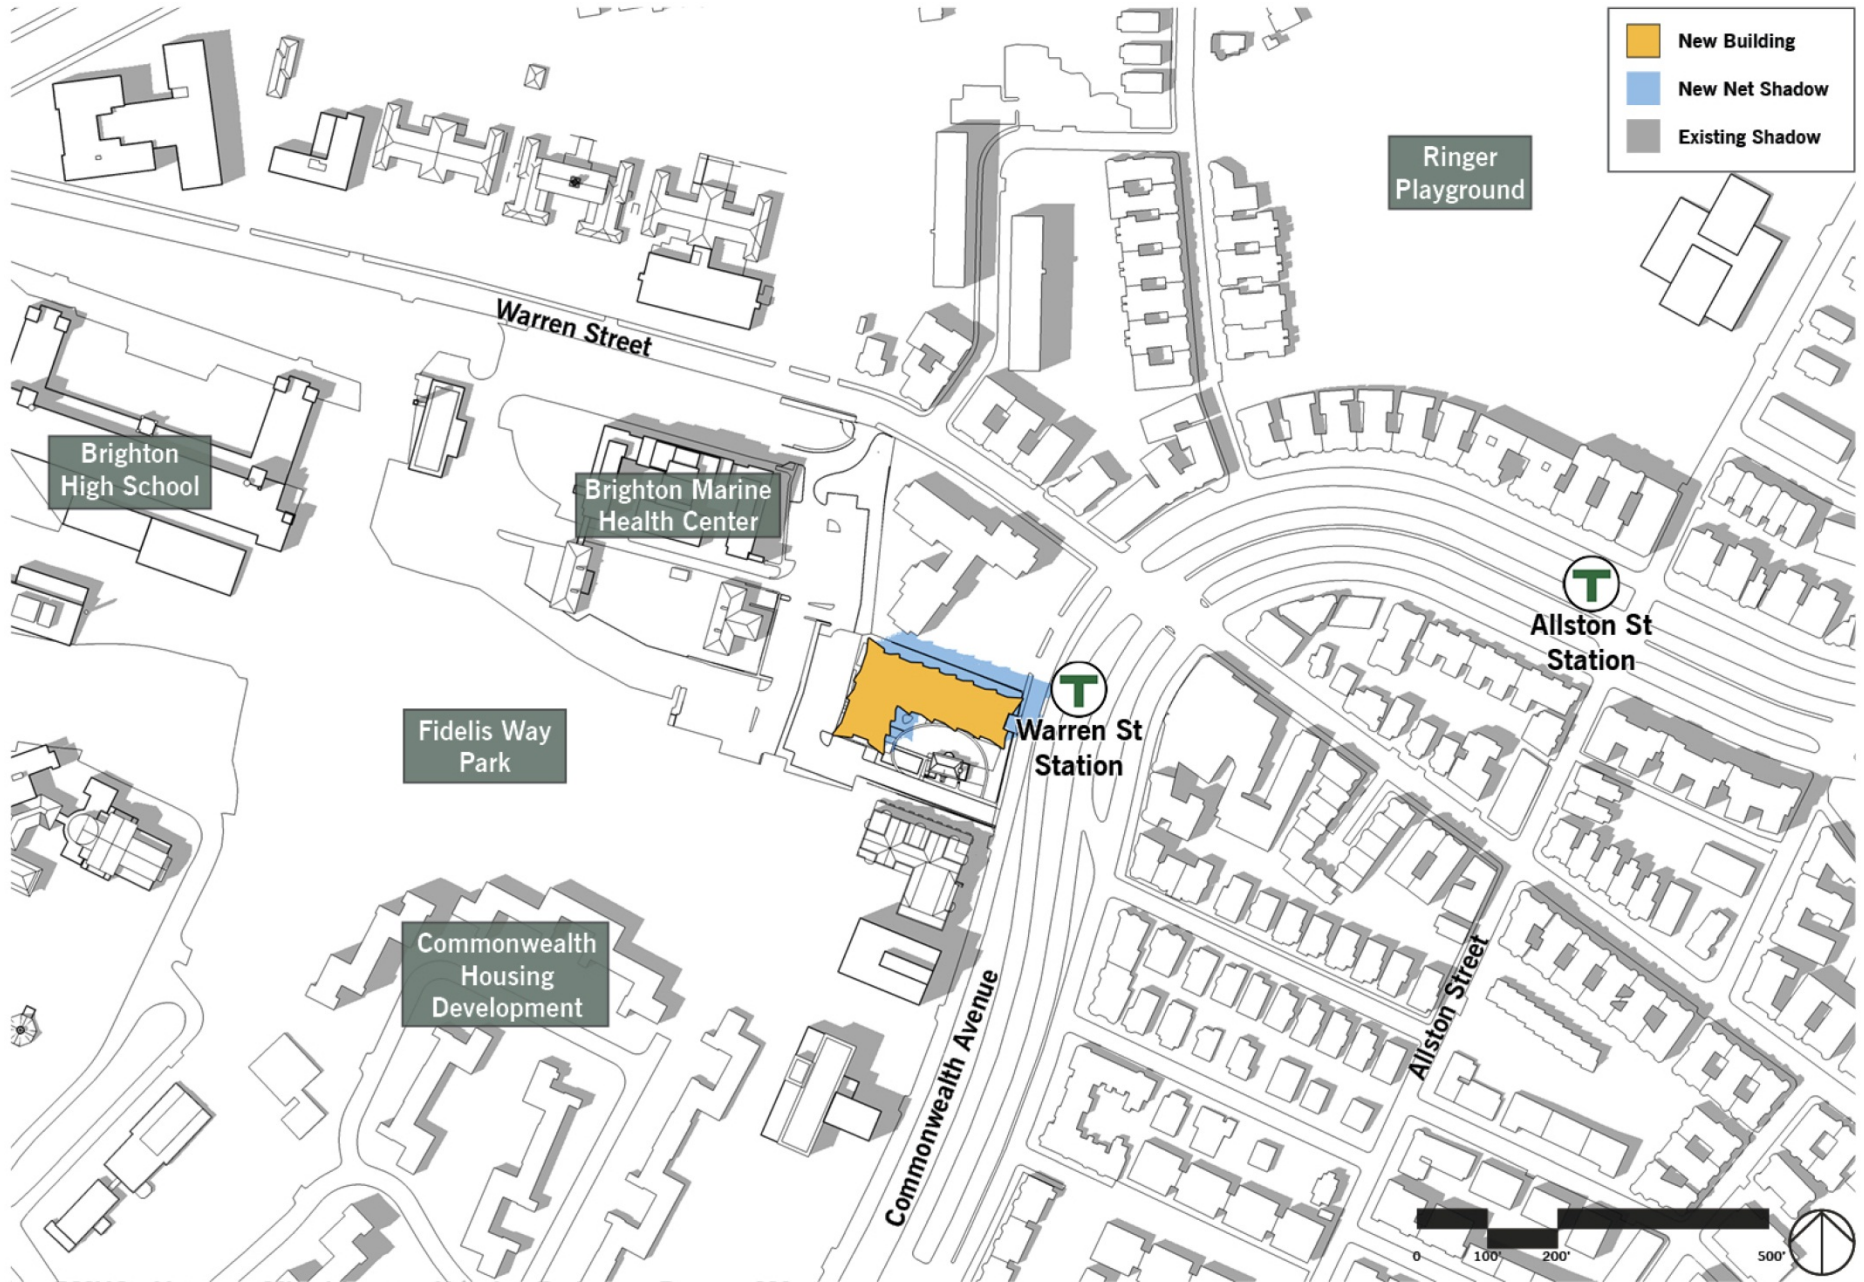 New Building
New Net Shadow
Existing Shadow
Ringer
Playground
Warren Street
Brighton
High School
Brighton Marine
Health Center
T
Allston St
Station
T
Warren St
Station
Fidelis Way
Park
Commonwealth
Housing
Development
Commonwealth Avenue
Allston Street
0
100'
200'
500'